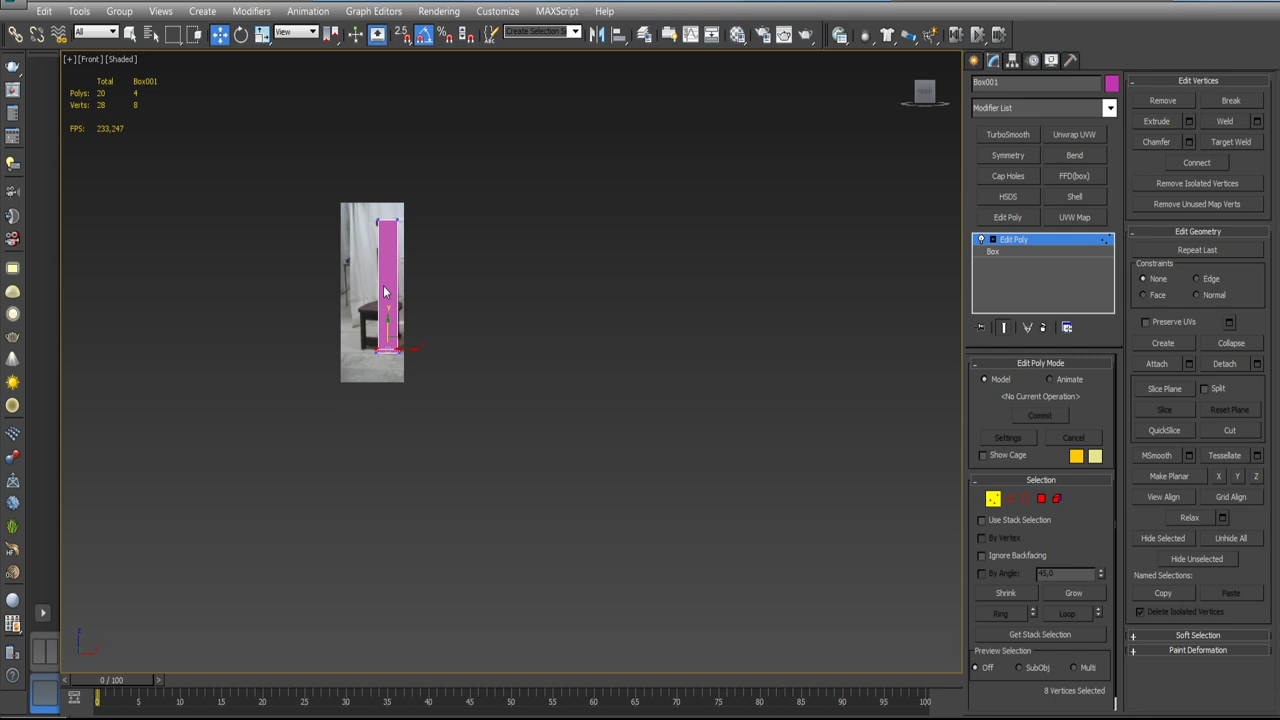 Edit Tools Group Views Create Modifiers Animation Graph Editors Rendering Customize MAXScript Help
All View 2.5 Create Selection S
[+] [Front] [Shaded]
Total Box001
Polys: 20 4
Verts: 28 8
FPS: 233,247
Box001
Modifier List
TurboSmooth Unwrap UVW
Symmetry Bend
Cap Holes FFD(box)
HSDS Shell
Edit Poly UVW Map
Edit Poly
Box
Edit Poly Mode
Model Animate
<No Current Operation>
Commit
Settings Cancel
Show Cage
Selection
Use Stack Selection
By Vertex
Ignore Backfacing
By Angle: 45,0
Shrink Grow
Ring Loop
Get Stack Selection
Preview Selection
Off SubObj Multi
8 Vertices Selected
Edit Vertices
Remove Break
Extrude Weld
Chamfer Target Weld
Connect
Remove Isolated Vertices
Remove Unused Map Verts
Edit Geometry
Repeat Last
Constraints
None Edge
Face Normal
Preserve UVs
Create Collapse
Attach Detach
Slice Plane Split
Slice Reset Plane
QuickSlice Cut
MSmooth Tessellate
Make Planar X Y Z
View Align Grid Align
Relax
Hide Selected Unhide All
Hide Unselected
Named Selections:
Copy Paste
Delete Isolated Vertices
Soft Selection
Paint Deformation
0 / 100
0 5 10 15 20 25 30 35 40 45 50 55 60 65 70 75 80 85 90 95 100